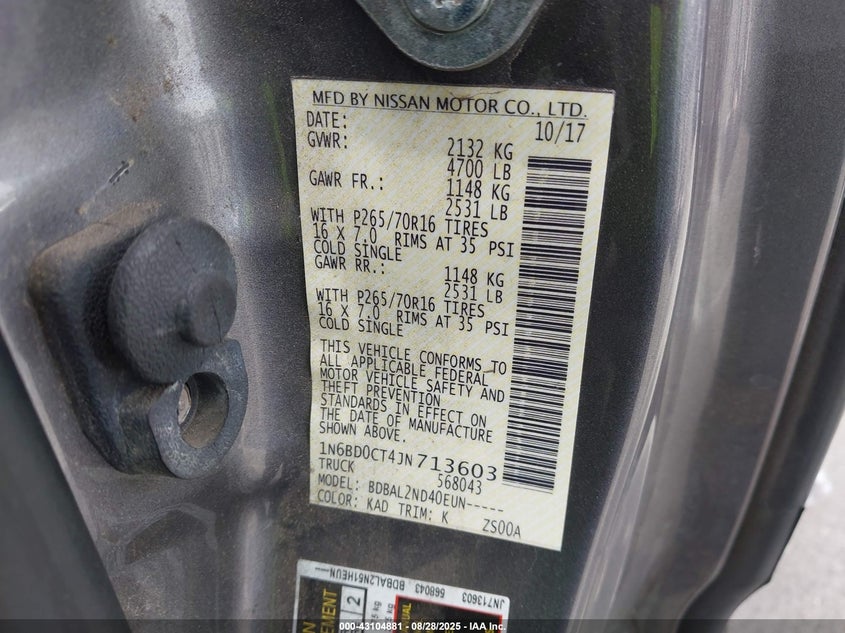 MFD BY NISSAN MOTOR CO., LTD.
DATE: 10/17
GVWR: 2132 KG
4700 LB
GAWR FR.: 1148 KG
2531 LB
WITH P265/70R16 TIRES
16 X 7.0 RIMS AT 35 PSI
COLD SINGLE
GAWR RR.: 1148 KG
2531 LB
WITH P265/70R16 TIRES
16 X 7.0 RIMS AT 35 PSI
COLD SINGLE
THIS VEHICLE CONFORMS TO
ALL APPLICABLE FEDERAL
MOTOR VEHICLE SAFETY AND
THEFT PREVENTION
STANDARDS IN EFFECT ON
THE DATE OF MANUFACTURE
SHOWN ABOVE.
1N6BD0CT4JN713603
TRUCK 568043
MODEL: BDBAL2ND40EUN-----
COLOR: KAD TRIM: K ZS00A
JN713603
568043
BDBAL2N51HEUN
2
000-43104881 - 08/28/2025 - IAA